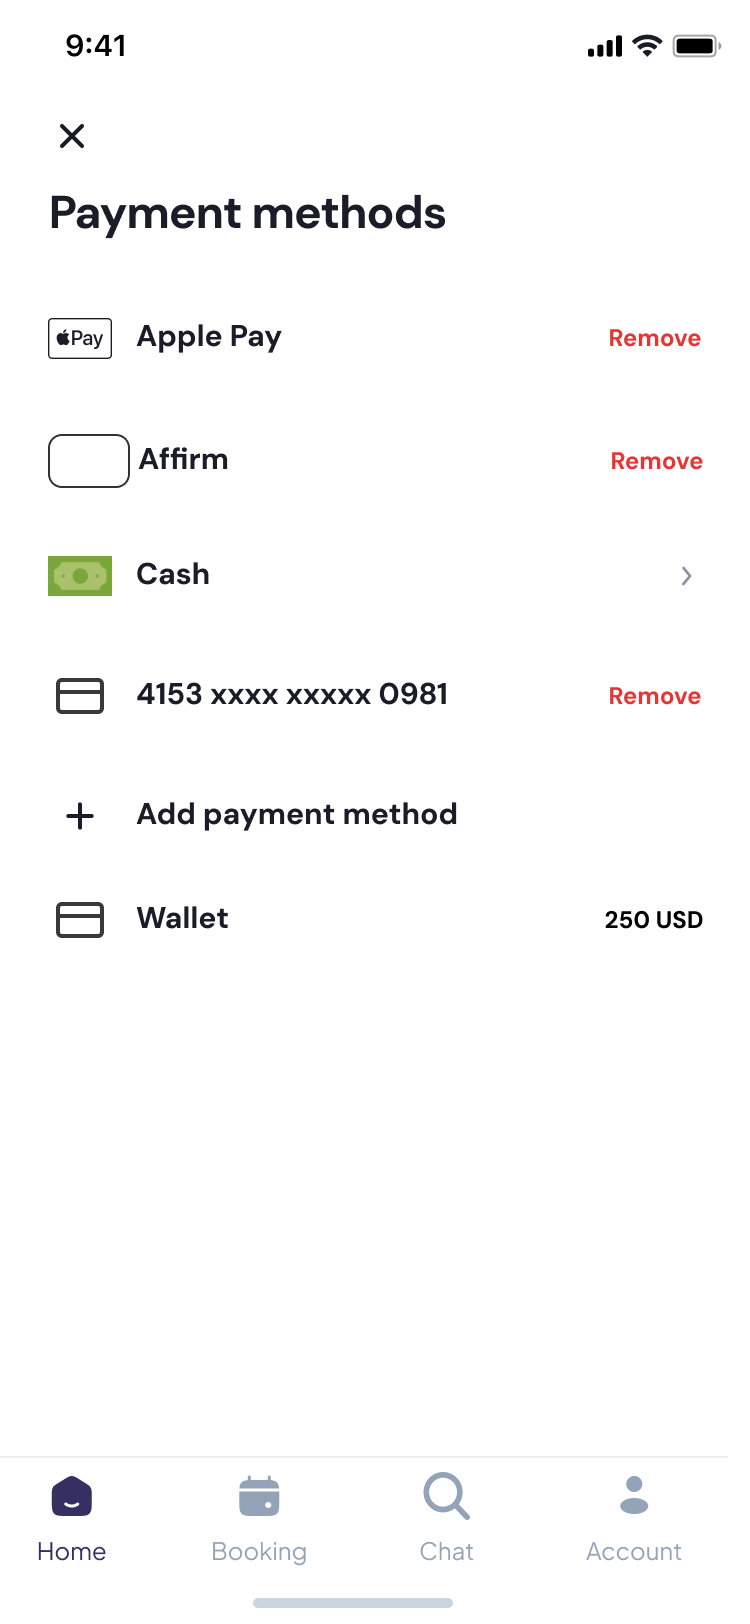 9:41
Payment methods
Pay Apple Pay Remove
Affirm Remove
Cash
4153 xxxx xxxxx 0981 Remove
Add payment method
Wallet 250 USD
Home Booking Chat Account